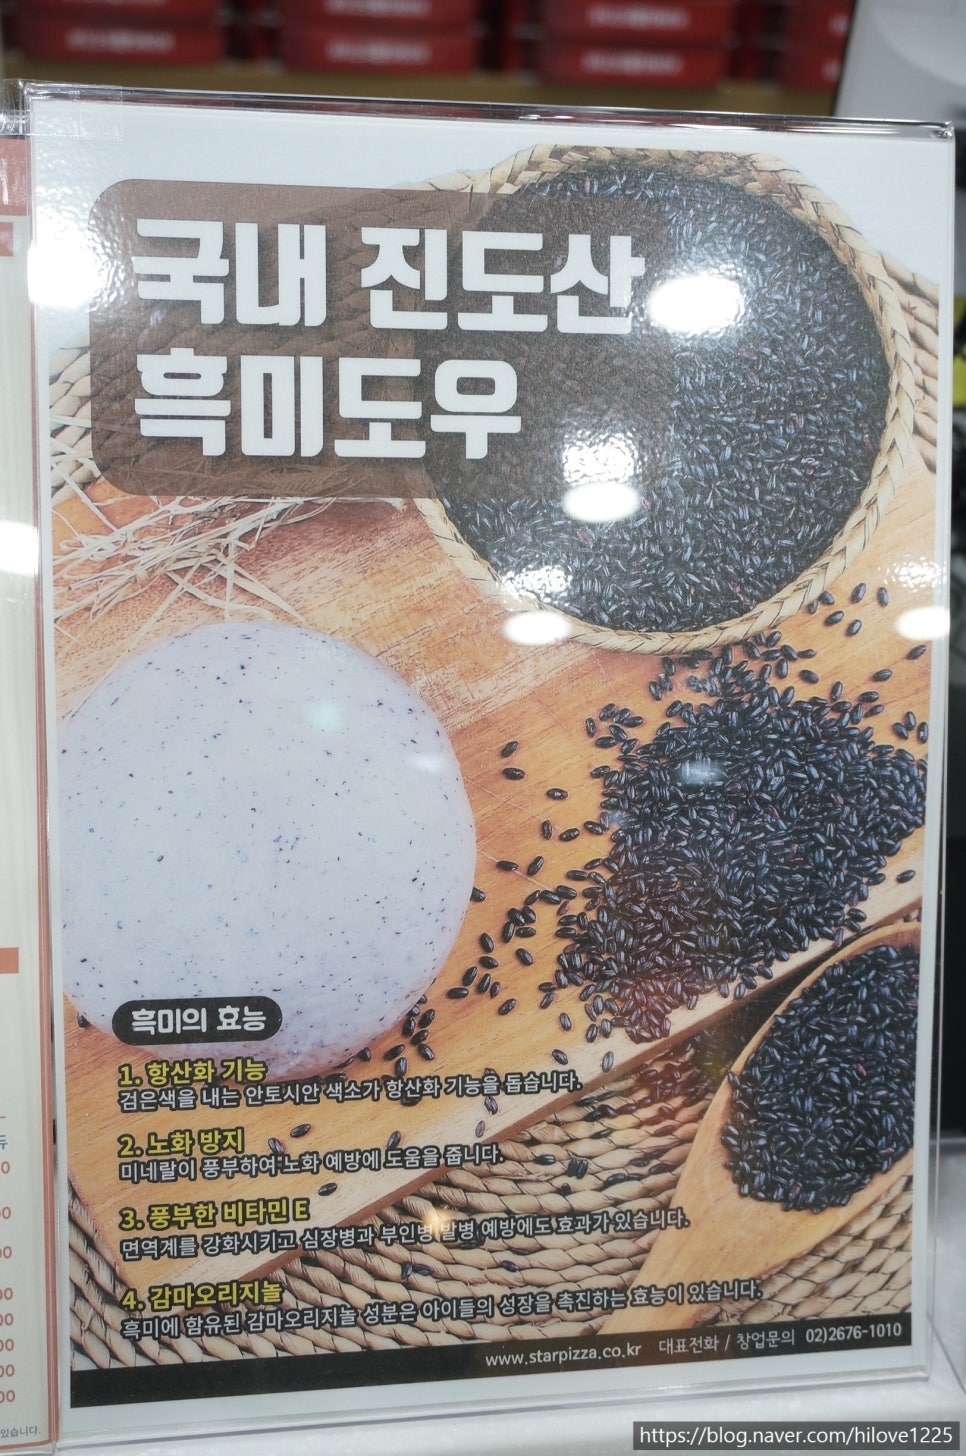 국내 진도산
흑미도우
흑미의 효능
1. 항산화 기능
검은색을 내는 안토시안 색소가 항산화 기능을 돕습니다.
2. 노화 방지
미네랄이 풍부하여 노화 예방에 도움을 줍니다.
3. 풍부한 비타민 E
면역계를 강화시키고 심장병과 부인병 발병 예방에도 효과가 있습니다.
4. 감마오리지놀
흑미에 함유된 감마오리지놀 성분은 아이들의 성장을 촉진하는 효능이 있습니다.
www.starpizza.co.kr 대표전화 / 창업문의 02)2676-1010
있습니다.
https://blog.naver.com/hilove1225